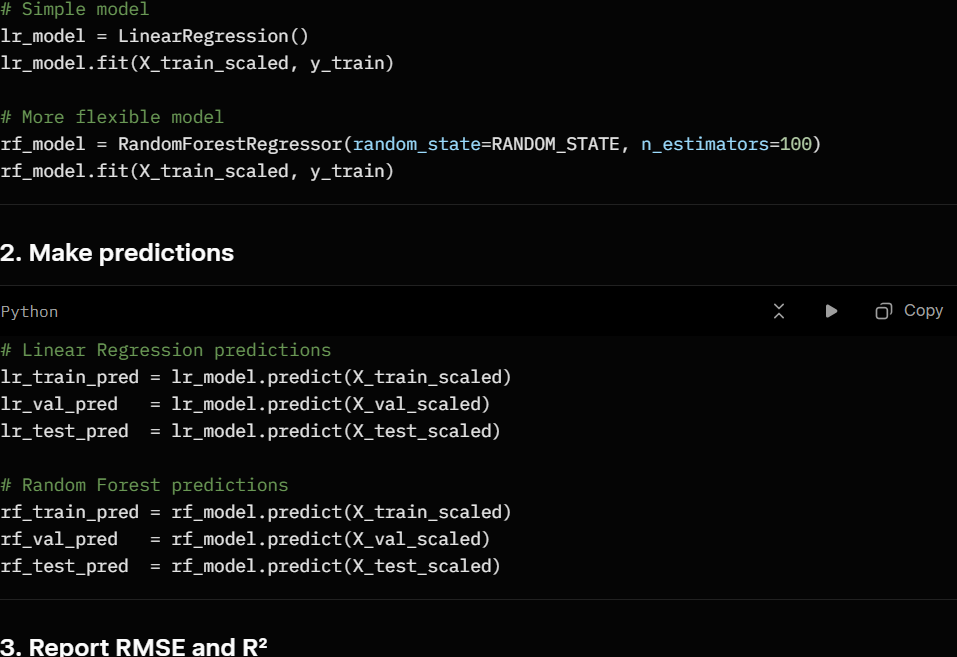 # Simple model
lr_model = LinearRegression()
lr_model.fit(X_train_scaled, y_train)
# More flexible model
rf_model = RandomForestRegressor(random_state=RANDOM_STATE, n_estimators=100)
rf_model.fit(X_train_scaled, y_train)
2. Make predictions
Python
Copy
# Linear Regression predictions
lr_train_pred = lr_model.predict(X_train_scaled)
lr_val_pred   = lr_model.predict(X_val_scaled)
lr_test_pred  = lr_model.predict(X_test_scaled)
# Random Forest predictions
rf_train_pred = rf_model.predict(X_train_scaled)
rf_val_pred   = rf_model.predict(X_val_scaled)
rf_test_pred  = rf_model.predict(X_test_scaled)
3. Report RMSE and R²